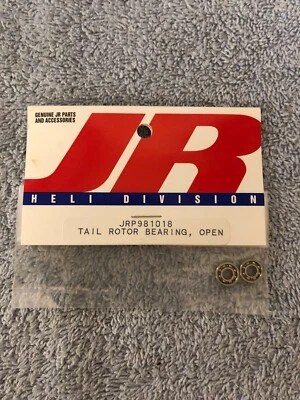 GENUINE JR PARTS
AND ACCESSORIES
JR
HELI DIVISION
JRP981018
TAIL ROTOR BEARING, OPEN